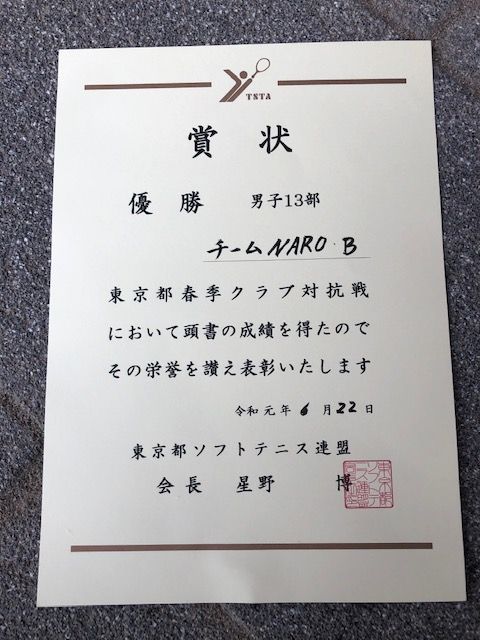 TSTA
賞状
優勝 男子13部
チームNARO B
東京都春季クラブ対抗戦
において頭書の成績を得たので
その栄誉を讃え表彰いたします
令和元年6月22日
東京都ソフトテニス連盟
会長 星野 博